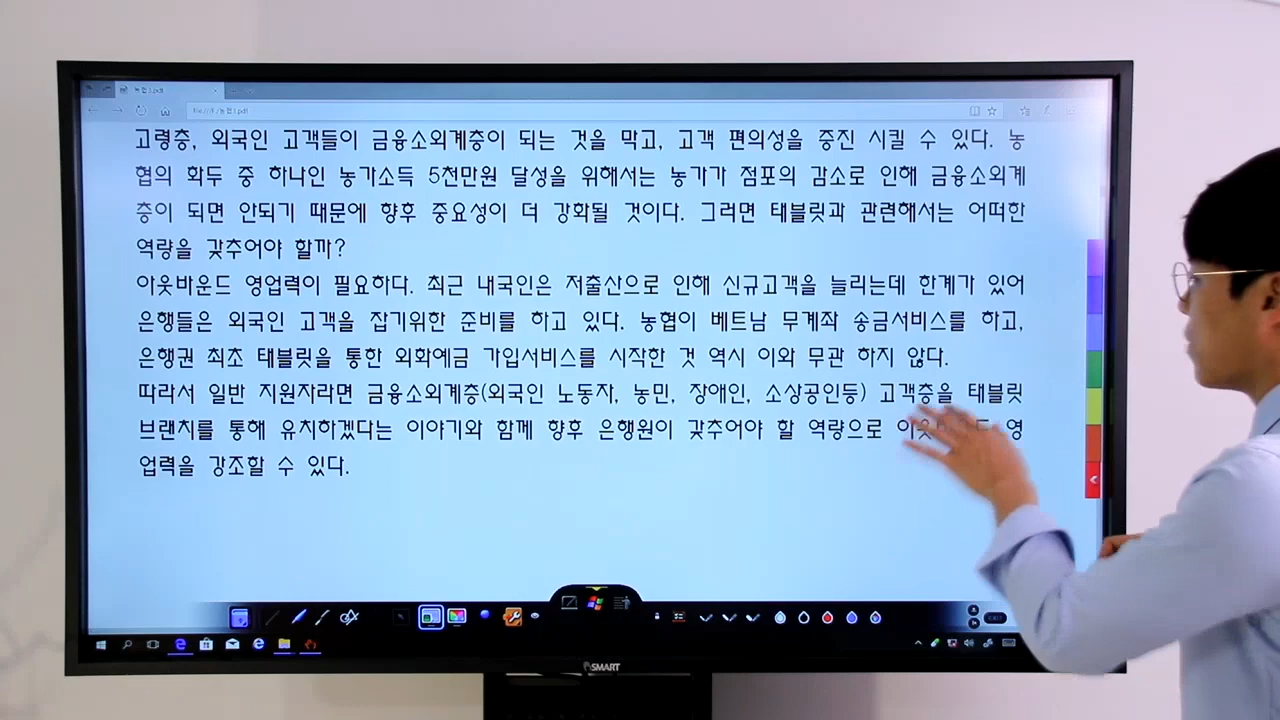 농협1.pdf
file:///F:/농협1.pdf
고령층, 외국인 고객들이 금융소외계층이 되는 것을 막고, 고객 편의성을 증진 시킬 수 있다. 농
협의 화두 중 하나인 농가소득 5천만원 달성을 위해서는 농가가 점포의 감소로 인해 금융소외계
층이 되면 안되기 때문에 향후 중요성이 더 강화될 것이다. 그러면 태블릿과 관련해서는 어떠한
역량을 갖추어야 할까?
아웃바운드 영업력이 필요하다. 최근 내국인은 저출산으로 인해 신규고객을 늘리는데 한계가 있어
은행들은 외국인 고객을 잡기위한 준비를 하고 있다. 농협이 베트남 무계좌 송금서비스를 하고,
은행권 최초 태블릿을 통한 외화예금 가입서비스를 시작한 것 역시 이와 무관 하지 않다.
따라서 일반 지원자라면 금융소외계층(외국인 노동자, 농민, 장애인, 소상공인등) 고객층을 태블릿
브랜치를 통해 유치하겠다는 이야기와 함께 향후 은행원이 갖추어야 할 역량으로 영
업력을 강조할 수 있다.
SMART